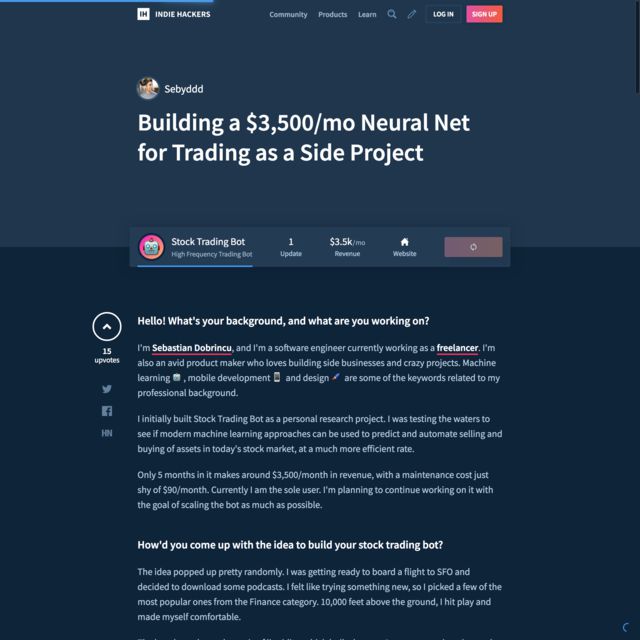 IH INDIE HACKERS Community Products Learn LOG IN SIGN UP
Sebyddd
Building a $3,500/mo Neural Net
for Trading as a Side Project
Stock Trading Bot
High Frequency Trading Bot
1
Update
$3.5k/mo
Revenue
Website
15
upvotes
HN
Hello! What's your background, and what are you working on?
I'm Sebastian Dobrincu, and I'm a software engineer currently working as a freelancer. I'm
also an avid product maker who loves building side businesses and crazy projects. Machine
learning 🤖 , mobile development 📱 and design 🖌 are some of the keywords related to my
professional background.
I initially built Stock Trading Bot as a personal research project. I was testing the waters to
see if modern machine learning approaches can be used to predict and automate selling and
buying of assets in today's stock market, at a much more efficient rate.
Only 5 months in it makes around $3,500/month in revenue, with a maintenance cost just
shy of $90/month. Currently I am the sole user. I'm planning to continue working on it with
the goal of scaling the bot as much as possible.
How'd you come up with the idea to build your stock trading bot?
The idea popped up pretty randomly. I was getting ready to board a flight to SFO and
decided to download some podcasts. I felt like trying something new, so I picked a few of the
most popular ones from the Finance category. 10,000 feet above the ground, I hit play and
made myself comfortable.